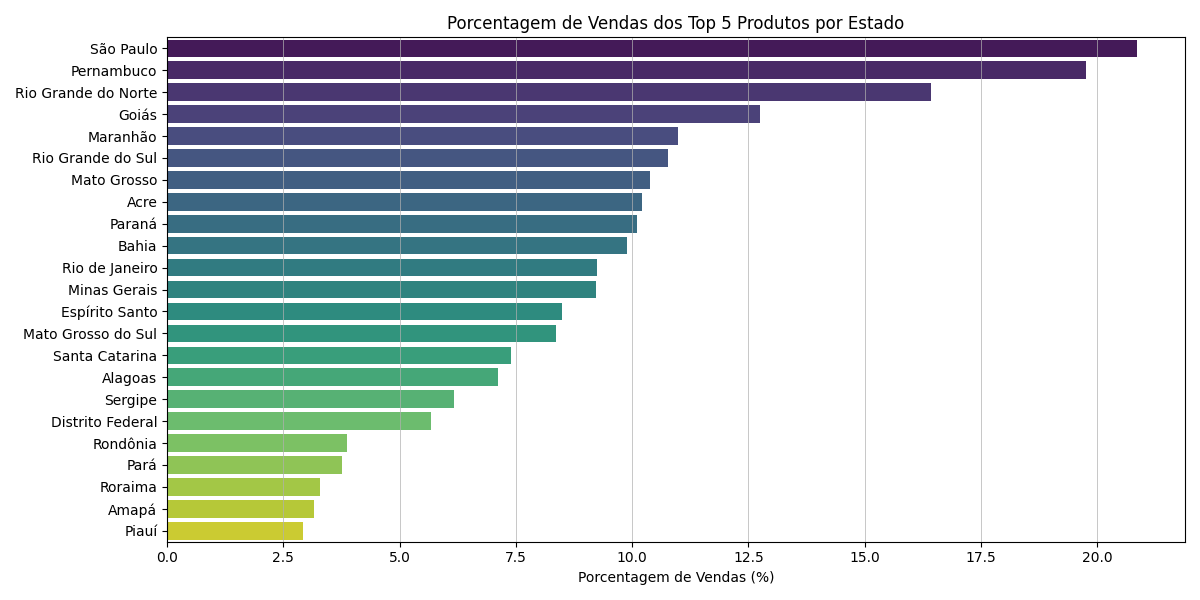 Porcentagem de Vendas dos Top 5 Produtos por Estado
São Paulo
Pernambuco
Rio Grande do Norte
Goiás
Maranhão
Rio Grande do Sul
Mato Grosso
Acre
Paraná
Bahia
Rio de Janeiro
Minas Gerais
Espírito Santo
Mato Grosso do Sul
Santa Catarina
Alagoas
Sergipe
Distrito Federal
Rondônia
Pará
Roraima
Amapá
Piauí
0.0 2.5 5.0 7.5 10.0 12.5 15.0 17.5 20.0
Porcentagem de Vendas (%)